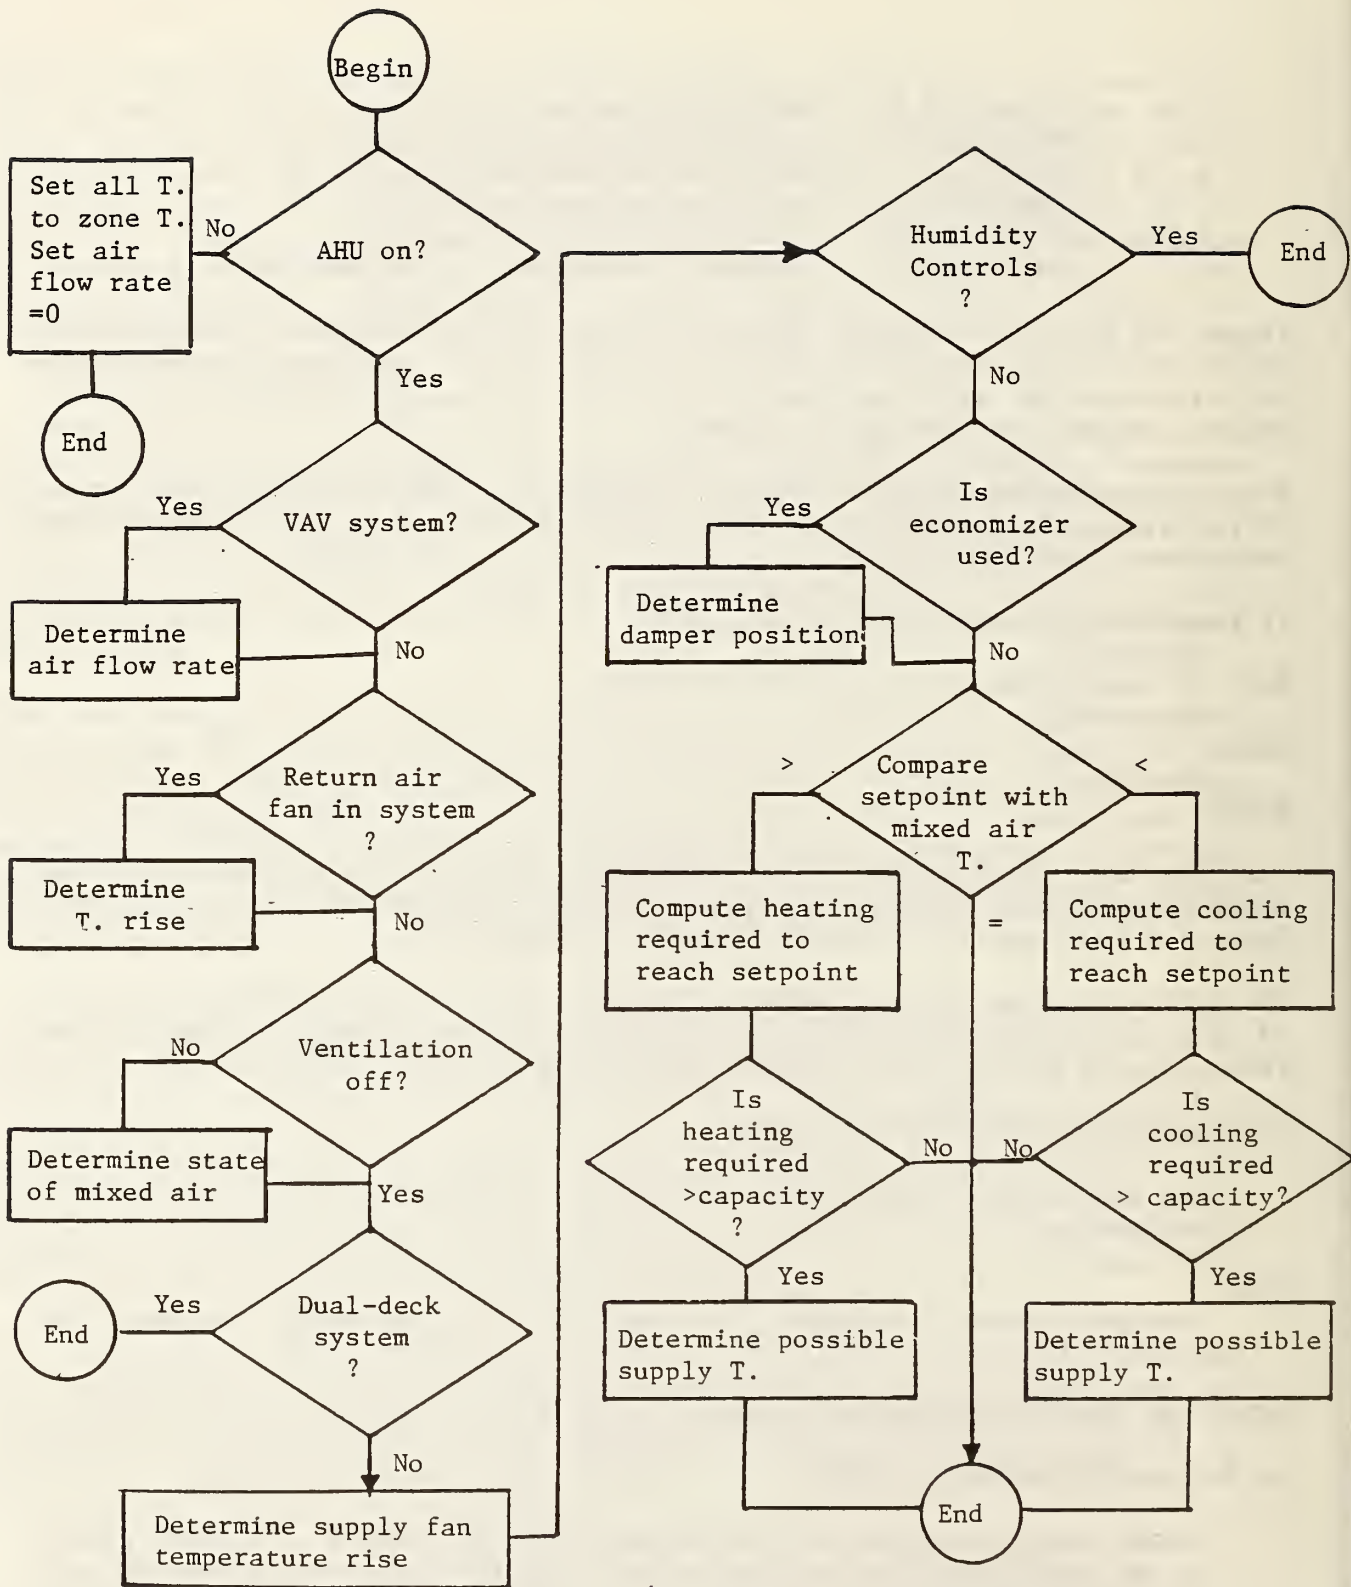 Begin
Set all T.
to zone T.
Set air
flow rate
=0
No
AHU on?
Yes
End
Yes
VAV system?
Determine
air flow rate
No
Yes
Return air
fan in system
?
Determine
T. rise
No
No
Ventilation
off?
Determine state
of mixed air
Yes
End
Yes
Dual-deck
system
?
No
Determine supply fan
temperature rise
Humidity
Controls
?
Yes
End
No
Yes
Is
economizer
used?
Determine
damper position
No
>
Compare
setpoint with
mixed air
T.
<
Compute heating
required to
reach setpoint
=
Compute cooling
required to
reach setpoint
Is
heating
required
>capacity
?
No
No
Is
cooling
required
> capacity?
Yes
Yes
Determine possible
supply T.
Determine possible
supply T.
End